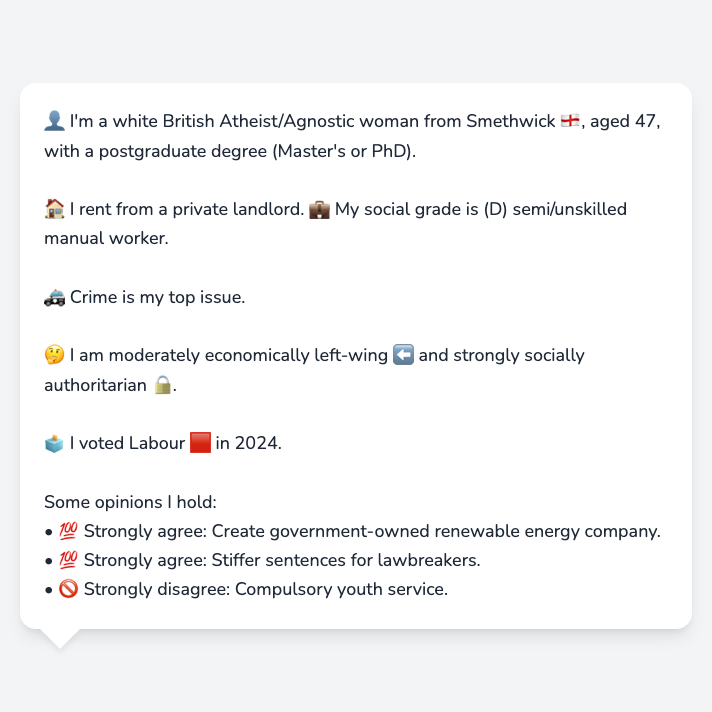 👤 I'm a white British Atheist/Agnostic woman from Smethwick 🏴󠁧󠁢󠁥󠁮󠁧󠁿, aged 47,
with a postgraduate degree (Master's or PhD).
🏠 I rent from a private landlord. 💼 My social grade is (D) semi/unskilled
manual worker.
🚓 Crime is my top issue.
🤔 I am moderately economically left-wing ⬅️ and strongly socially
authoritarian 🔒.
🗳️ I voted Labour 🟥 in 2024.
Some opinions I hold:
• 💯 Strongly agree: Create government-owned renewable energy company.
• 💯 Strongly agree: Stiffer sentences for lawbreakers.
• 🚫 Strongly disagree: Compulsory youth service.